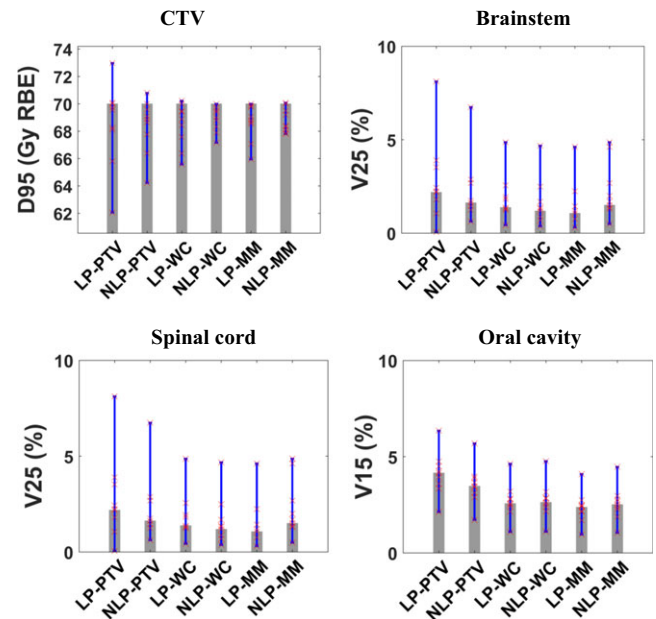 CTV
D95 (Gy RBE)
74
72
70
68
66
64
62
LP-PTV
NLP-PTV
LP-WC
NLP-WC
LP-MM
NLP-MM
Brainstem
V25 (%)
10
5
0
LP-PTV
NLP-PTV
LP-WC
NLP-WC
LP-MM
NLP-MM
Spinal cord
V25 (%)
10
5
0
LP-PTV
NLP-PTV
LP-WC
NLP-WC
LP-MM
NLP-MM
Oral cavity
V15 (%)
10
5
0
LP-PTV
NLP-PTV
LP-WC
NLP-WC
LP-MM
NLP-MM